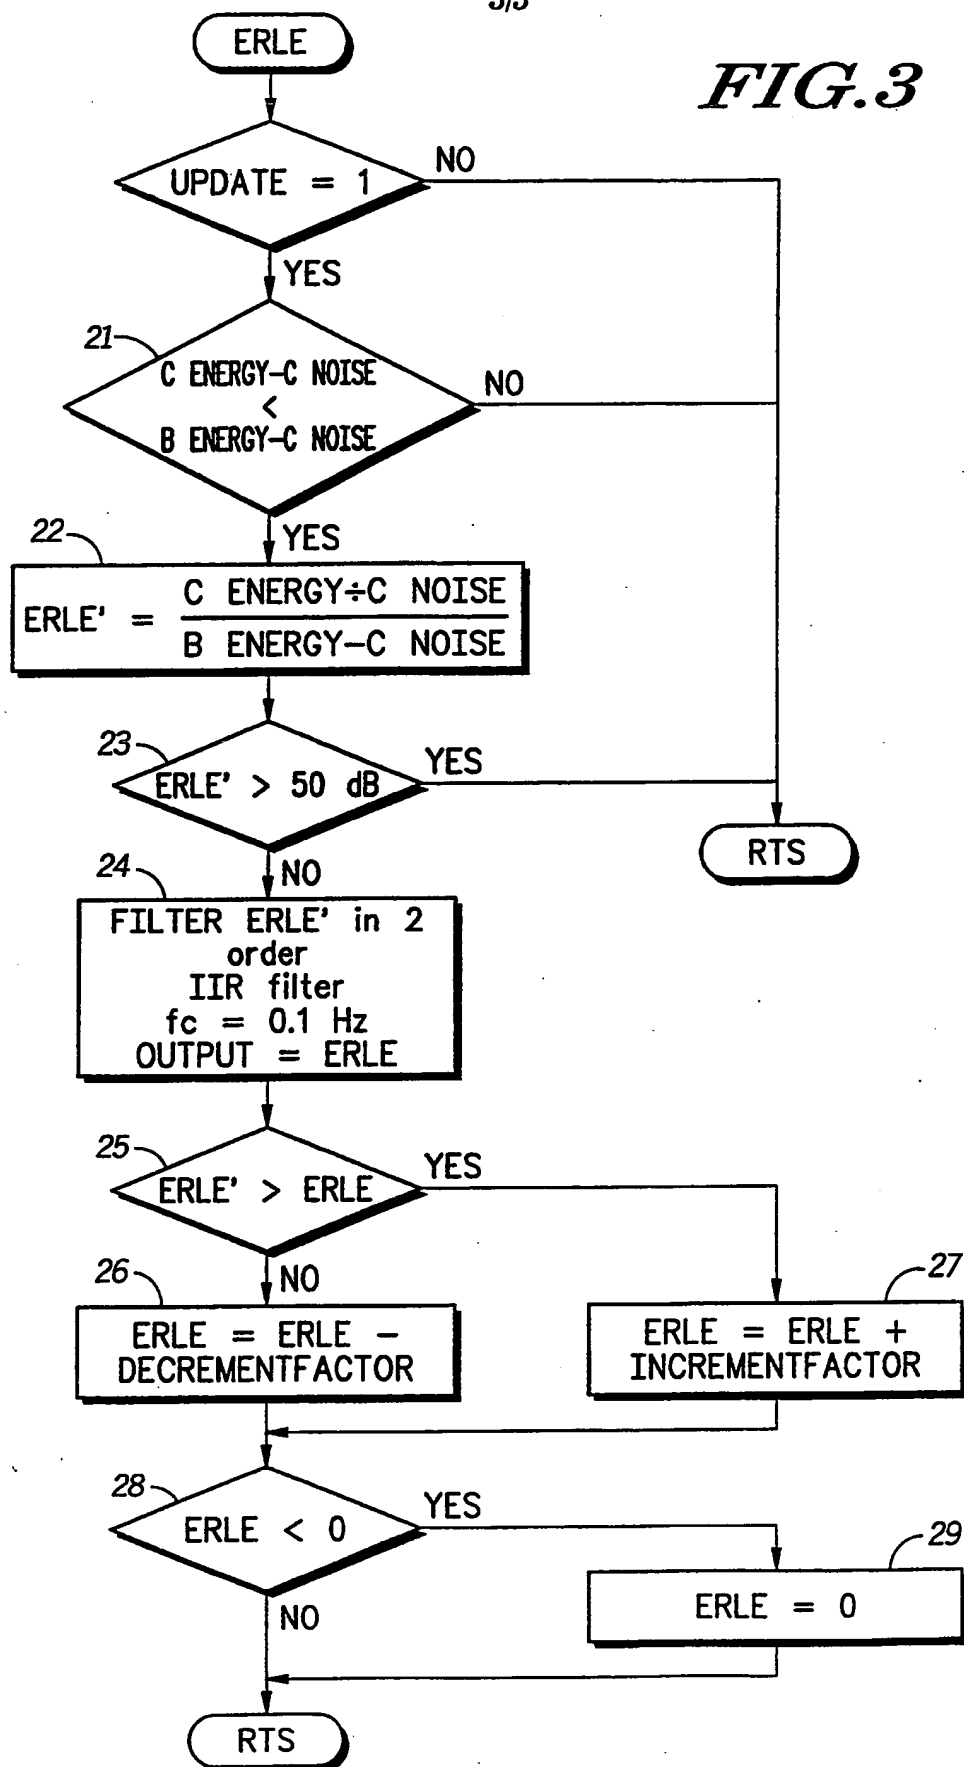 3/3
ERLE
FIG.3
UPDATE = 1
NO
YES
21
C ENERGY-C NOISE
<
B ENERGY-C NOISE
NO
YES
22
C ENERGY÷C NOISE
ERLE' =
B ENERGY-C NOISE
23
ERLE' > 50 dB
YES
RTS
NO
24
FILTER ERLE' in 2
order
IIR filter
fc = 0.1 Hz
OUTPUT = ERLE
25
ERLE' > ERLE
YES
26
NO
27
ERLE = ERLE -
DECREMENTFACTOR
ERLE = ERLE +
INCREMENTFACTOR
28
ERLE < 0
YES
29
NO
ERLE = 0
RTS